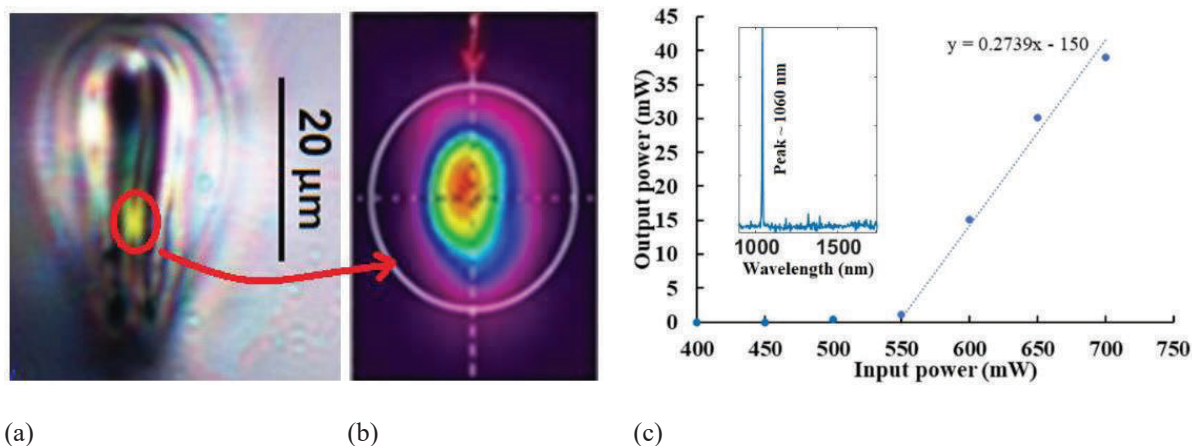 20 µm
45
40
35
30
25
20
15
10
5
0
Output power (mW)
y = 0.2739x - 150
Peak ~ 1060 nm
1000 1500
Wavelength (nm)
400 450 500 550 600 650 700 750
Input power (mW)
(a) (b) (c)